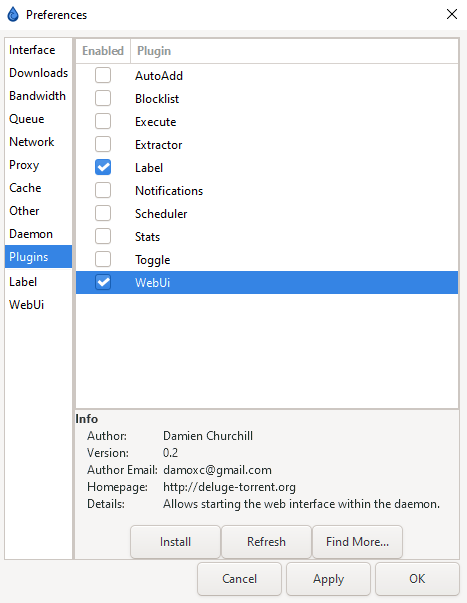 Preferences
Interface
Downloads
Bandwidth
Queue
Network
Proxy
Cache
Other
Daemon
Plugins
Label
WebUi
Enabled Plugin
AutoAdd
Blocklist
Execute
Extractor
Label
Notifications
Scheduler
Stats
Toggle
WebUi
Info
Author: Damien Churchill
Version: 0.2
Author Email: damoxc@gmail.com
Homepage: http://deluge-torrent.org
Details: Allows starting the web interface within the daemon.
Install Refresh Find More...
Cancel Apply OK